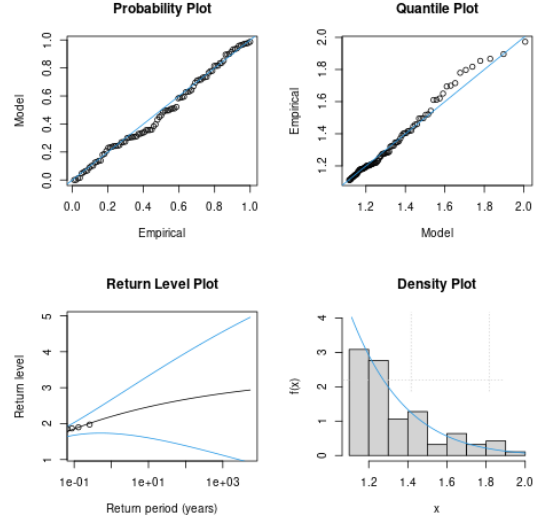 Probability Plot
Model
0.0 0.2 0.4 0.6 0.8 1.0
0.0 0.2 0.4 0.6 0.8 1.0
Empirical
Quantile Plot
Empirical
1.2 1.4 1.6 1.8 2.0
1.2 1.4 1.6 1.8 2.0
Model
Return Level Plot
Return level
1 2 3 4 5
1e-01 1e+01 1e+03
Return period (years)
Density Plot
f(x)
0 1 2 3 4
1.2 1.4 1.6 1.8 2.0
x